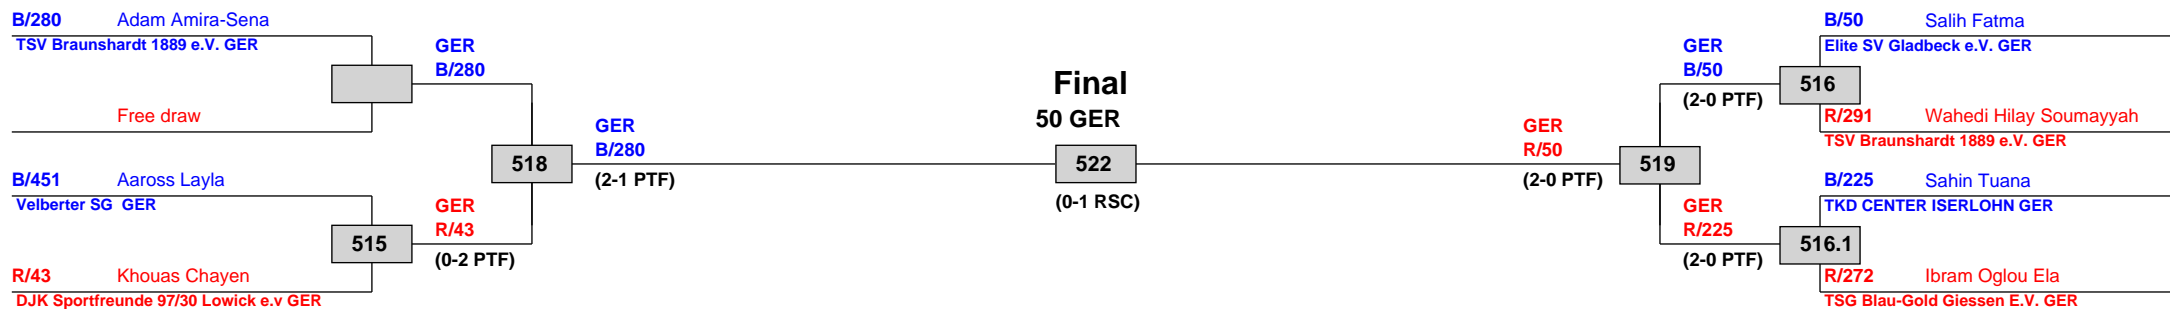 B/280 Adam Amira-Sena
TSV Braunshardt 1889 e.V. GER
Free draw
GER
B/280
B/451 Aaross Layla
Velberter SG  GER
515
R/43 Khouas Chayen
DJK Sportfreunde 97/30 Lowick e.v GER
GER
R/43
(0-2 PTF)
518
GER
B/280
(2-1 PTF)
Final
50 GER
522
(0-1 RSC)
GER
R/50
(2-0 PTF)
519
GER
B/50
(2-0 PTF)
516
B/50 Salih Fatma
Elite SV Gladbeck e.V. GER
R/291 Wahedi Hilay Soumayyah
TSV Braunshardt 1889 e.V. GER
GER
R/225
(2-0 PTF)
516.1
B/225 Sahin Tuana
TKD CENTER ISERLOHN GER
R/272 Ibram Oglou Ela
TSG Blau-Gold Giessen E.V. GER